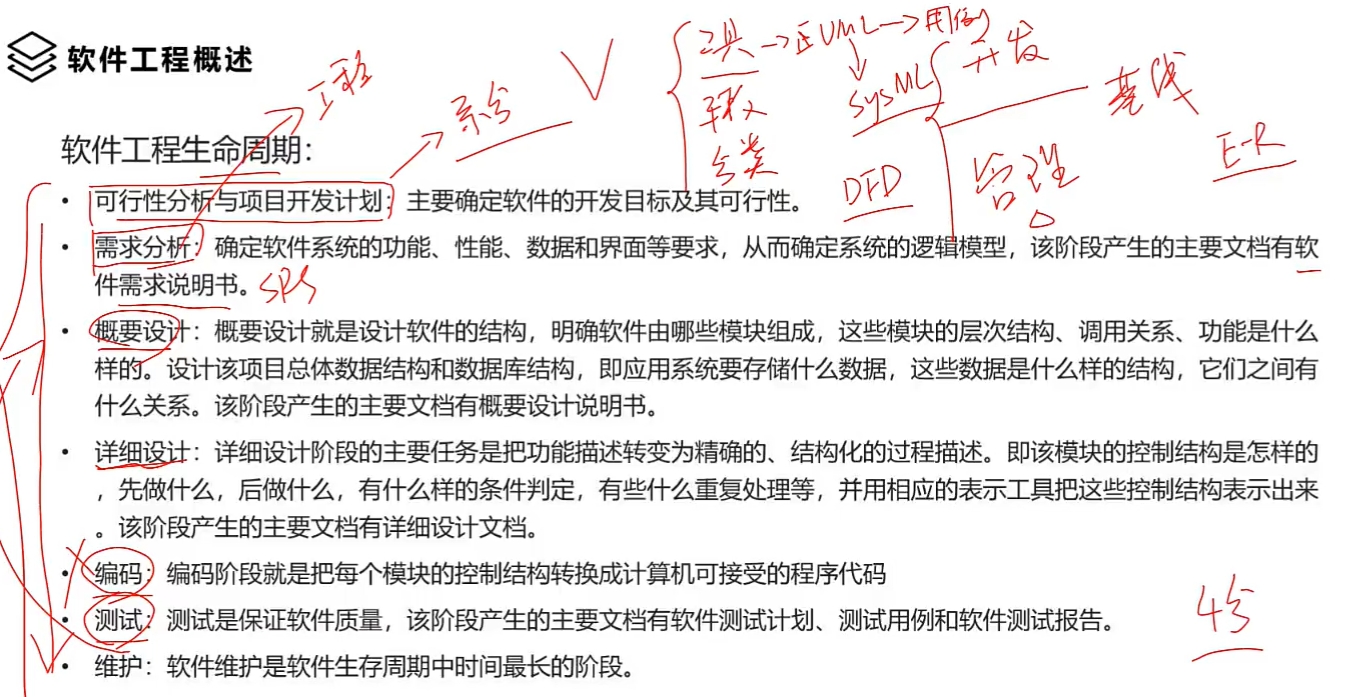 软件工程概述
工程
系分
工具→UML→用例
SysML
开发
基线
分类
DFD
管理
E-R
软件工程生命周期：
• 可行性分析与项目开发计划：主要确定软件的开发目标及其可行性。
• 需求分析：确定软件系统的功能、性能、数据和界面等要求，从而确定系统的逻辑模型，该阶段产生的主要文档有软
件需求说明书。 SRS
• 概要设计：概要设计就是设计软件的结构，明确软件由哪些模块组成，这些模块的层次结构、调用关系、功能是什么
样的。设计该项目总体数据结构和数据库结构，即应用系统要存储什么数据，这些数据是什么样的结构，它们之间有
什么关系。该阶段产生的主要文档有概要设计说明书。
• 详细设计：详细设计阶段的主要任务是把功能描述转变为精确的、结构化的过程描述。即该模块的控制结构是怎样的
，先做什么，后做什么，有什么样的条件判定，有些什么重复处理等，并用相应的表示工具把这些控制结构表示出来
。该阶段产生的主要文档有详细设计文档。
• 编码：编码阶段就是把每个模块的控制结构转换成计算机可接受的程序代码
• 测试：测试是保证软件质量，该阶段产生的主要文档有软件测试计划、测试用例和软件测试报告。
4分
• 维护：软件维护是软件生存周期中时间最长的阶段。